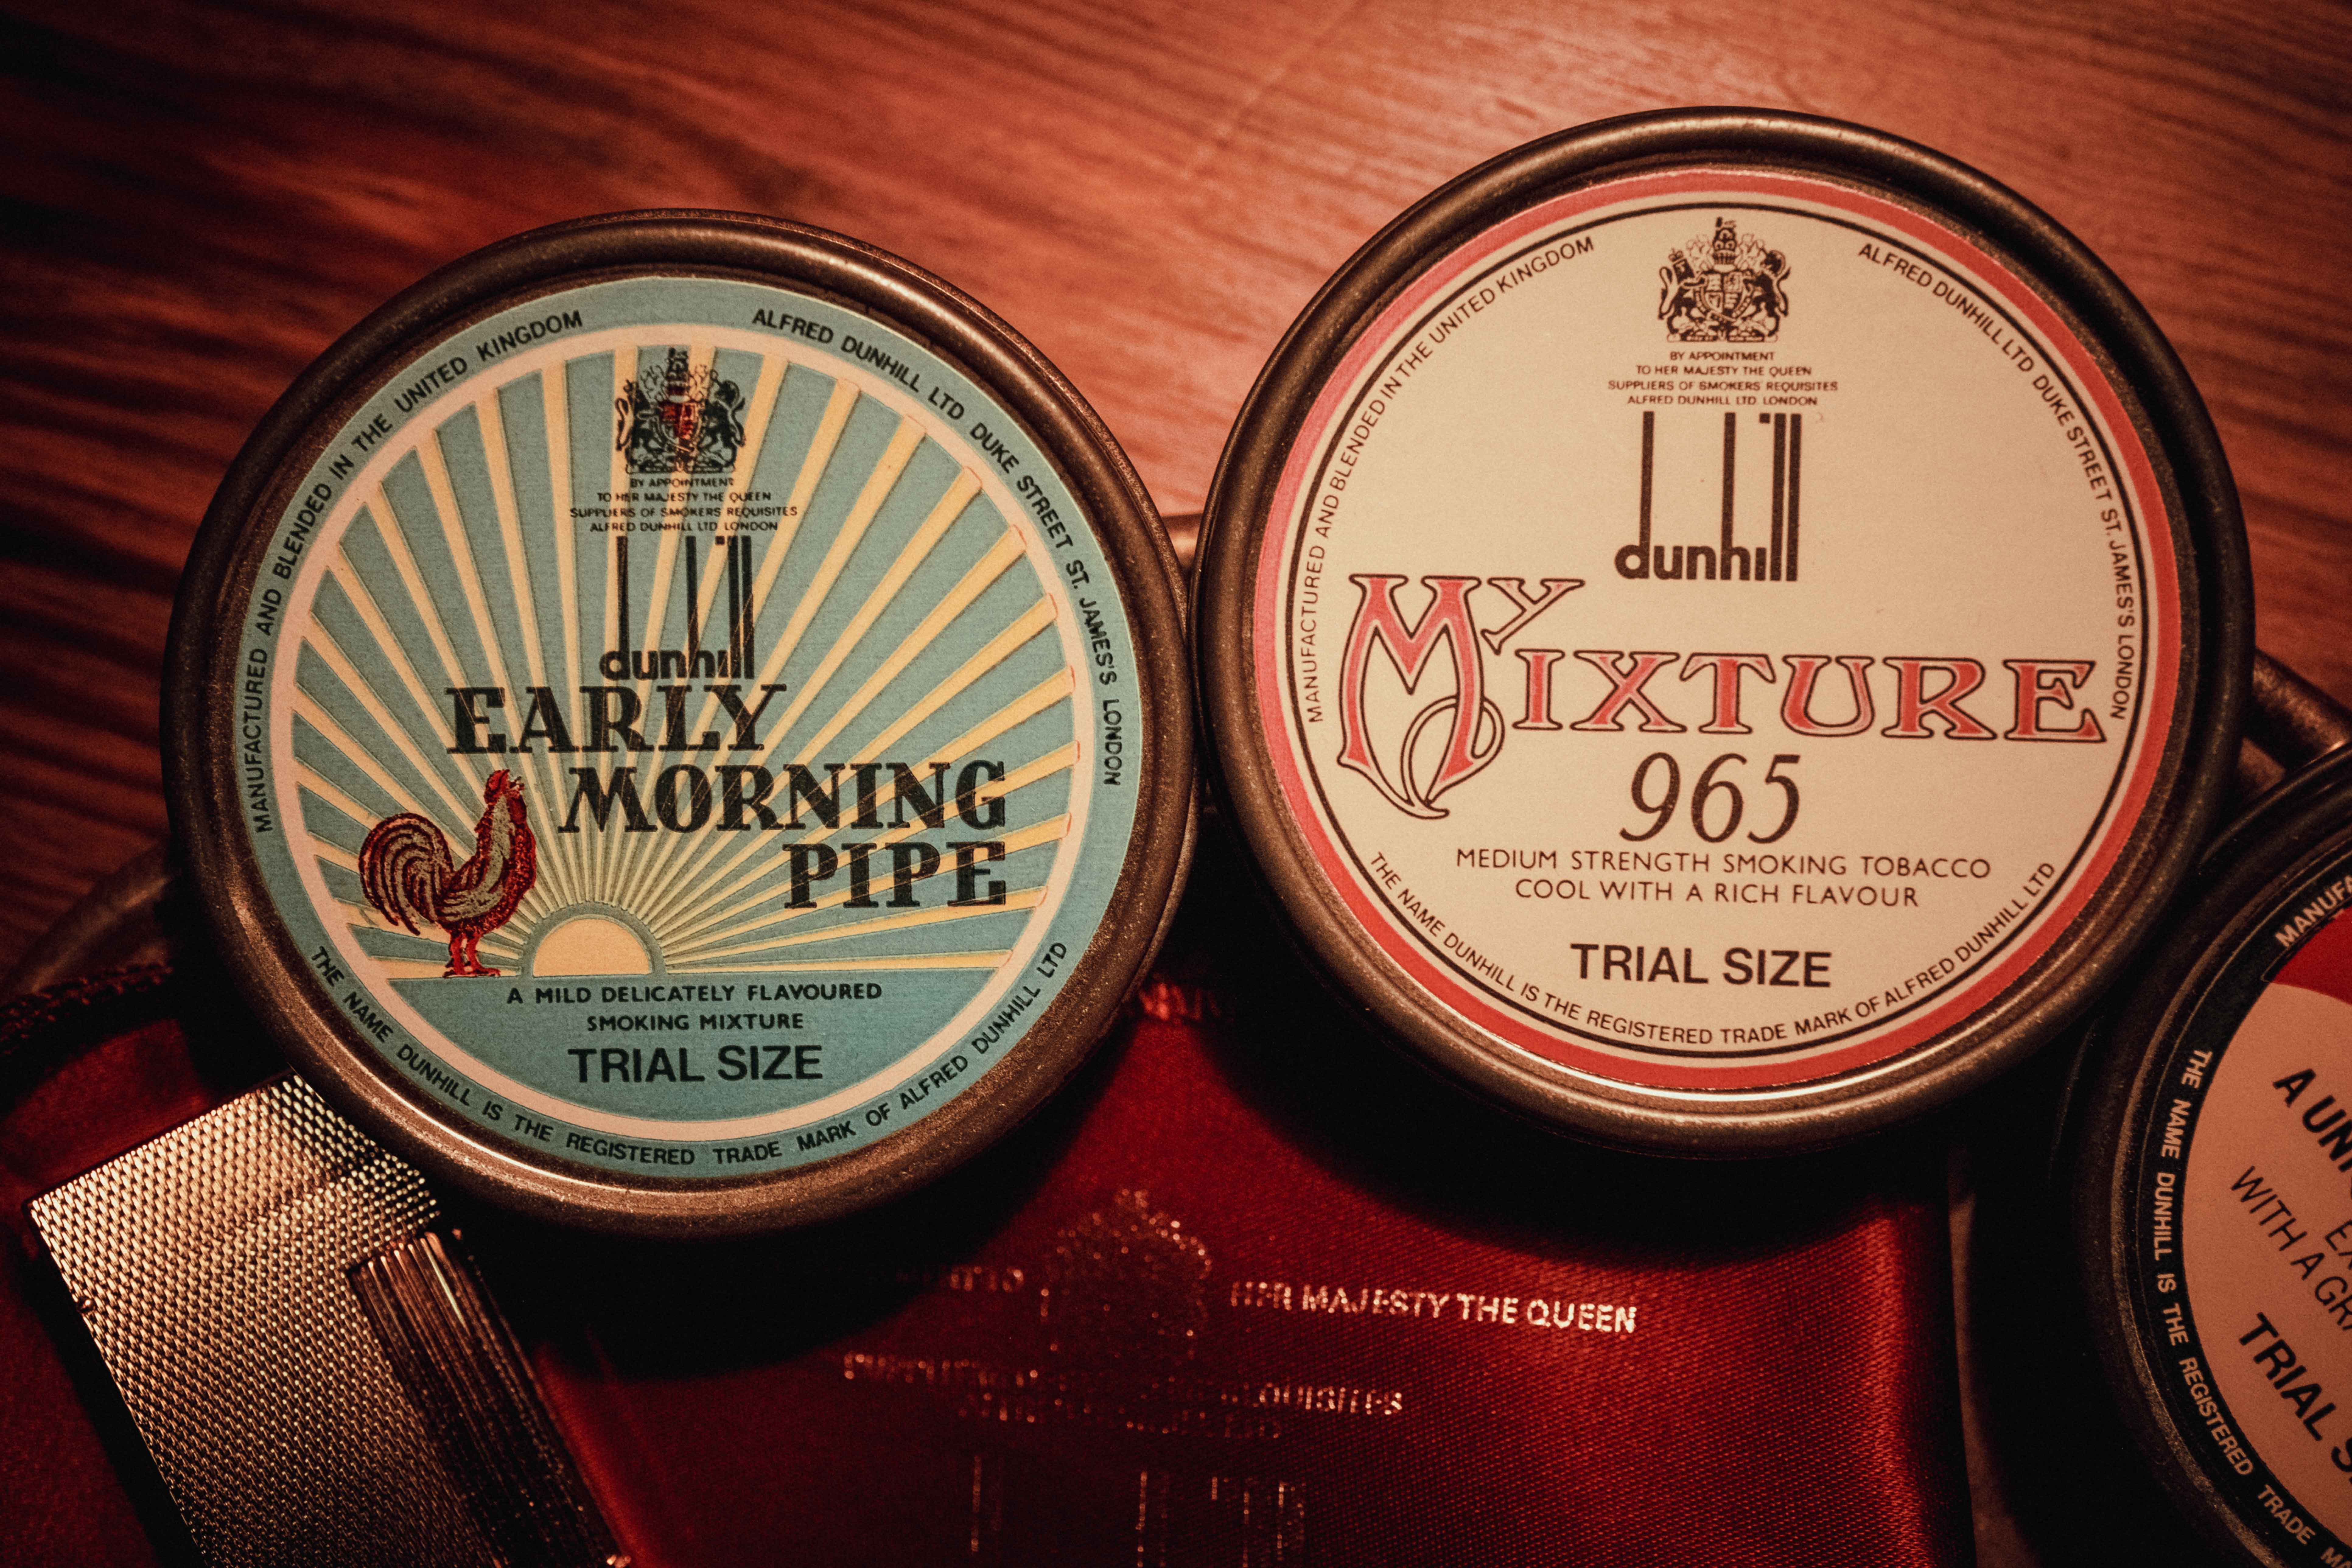 MANUFACTURED AND BLENDED IN THE UNITED KINGDOM
ALFRED DUNHILL LTD DUKE STREET ST. JAMES'S LONDON
BY APPOINTMENT
TO HER MAJESTY THE QUEEN
SUPPLIERS OF SMOKERS REQUISITES
ALFRED DUNHILL LTD LONDON
dunhill
EARLY
MORNING
PIPE
A MILD DELICATELY FLAVOURED
SMOKING MIXTURE
TRIAL SIZE
THE NAME DUNHILL IS THE REGISTERED TRADE MARK OF ALFRED DUNHILL LTD
MANUFACTURED AND BLENDED IN THE UNITED KINGDOM
ALFRED DUNHILL LTD DUKE STREET ST. JAMES'S LONDON
BY APPOINTMENT
TO HER MAJESTY THE QUEEN
SUPPLIERS OF SMOKERS REQUISITES
ALFRED DUNHILL LTD. LONDON
dunhill
MY
MIXTURE
965
MEDIUM STRENGTH SMOKING TOBACCO
COOL WITH A RICH FLAVOUR
TRIAL SIZE
THE NAME DUNHILL IS THE REGISTERED TRADE MARK OF ALFRED DUNHILL LTD
A
WITH A
TRIAL
THE NAME DUNHILL IS THE REGISTERED TRADE
HER MAJESTY THE QUEEN